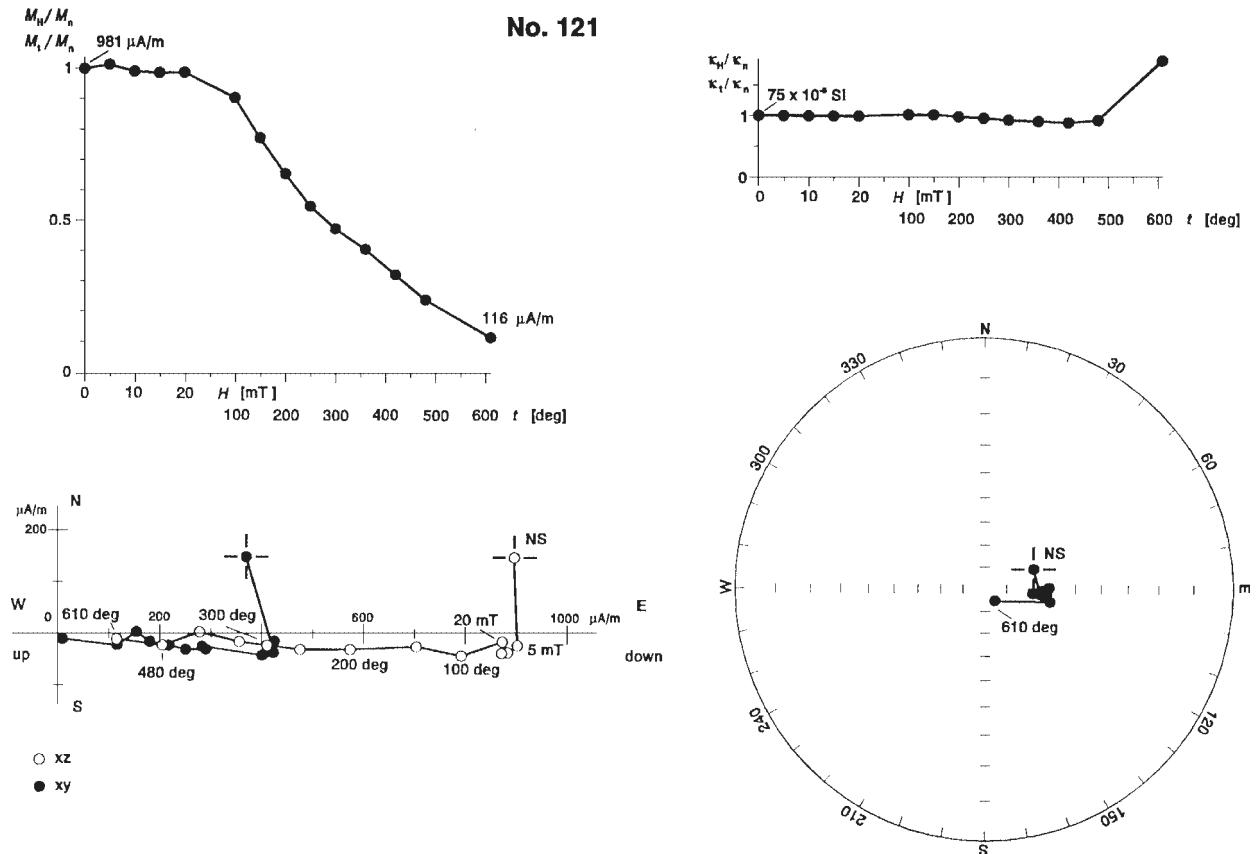 No. 121
M_H/M_n
M_t/M_n
981 μA/m
1
0.5
0
116 μA/m
0 10 20 H [mT]
100 200 300 400 500 600 t [deg]
κ_H/κ_n
κ_t/κ_n
75 x 10⁻⁶ SI
1
0
0 10 20 H [mT]
100 200 300 400 500 600 t [deg]
N
μA/m
200
NS
W
0
610 deg
200
300 deg
600
20 mT
1000
μA/m
E
up
480 deg
200 deg
100 deg
5 mT
down
S
xz
xy
N
330
30
300
60
NS
W
E
610 deg
240
120
210
150
S